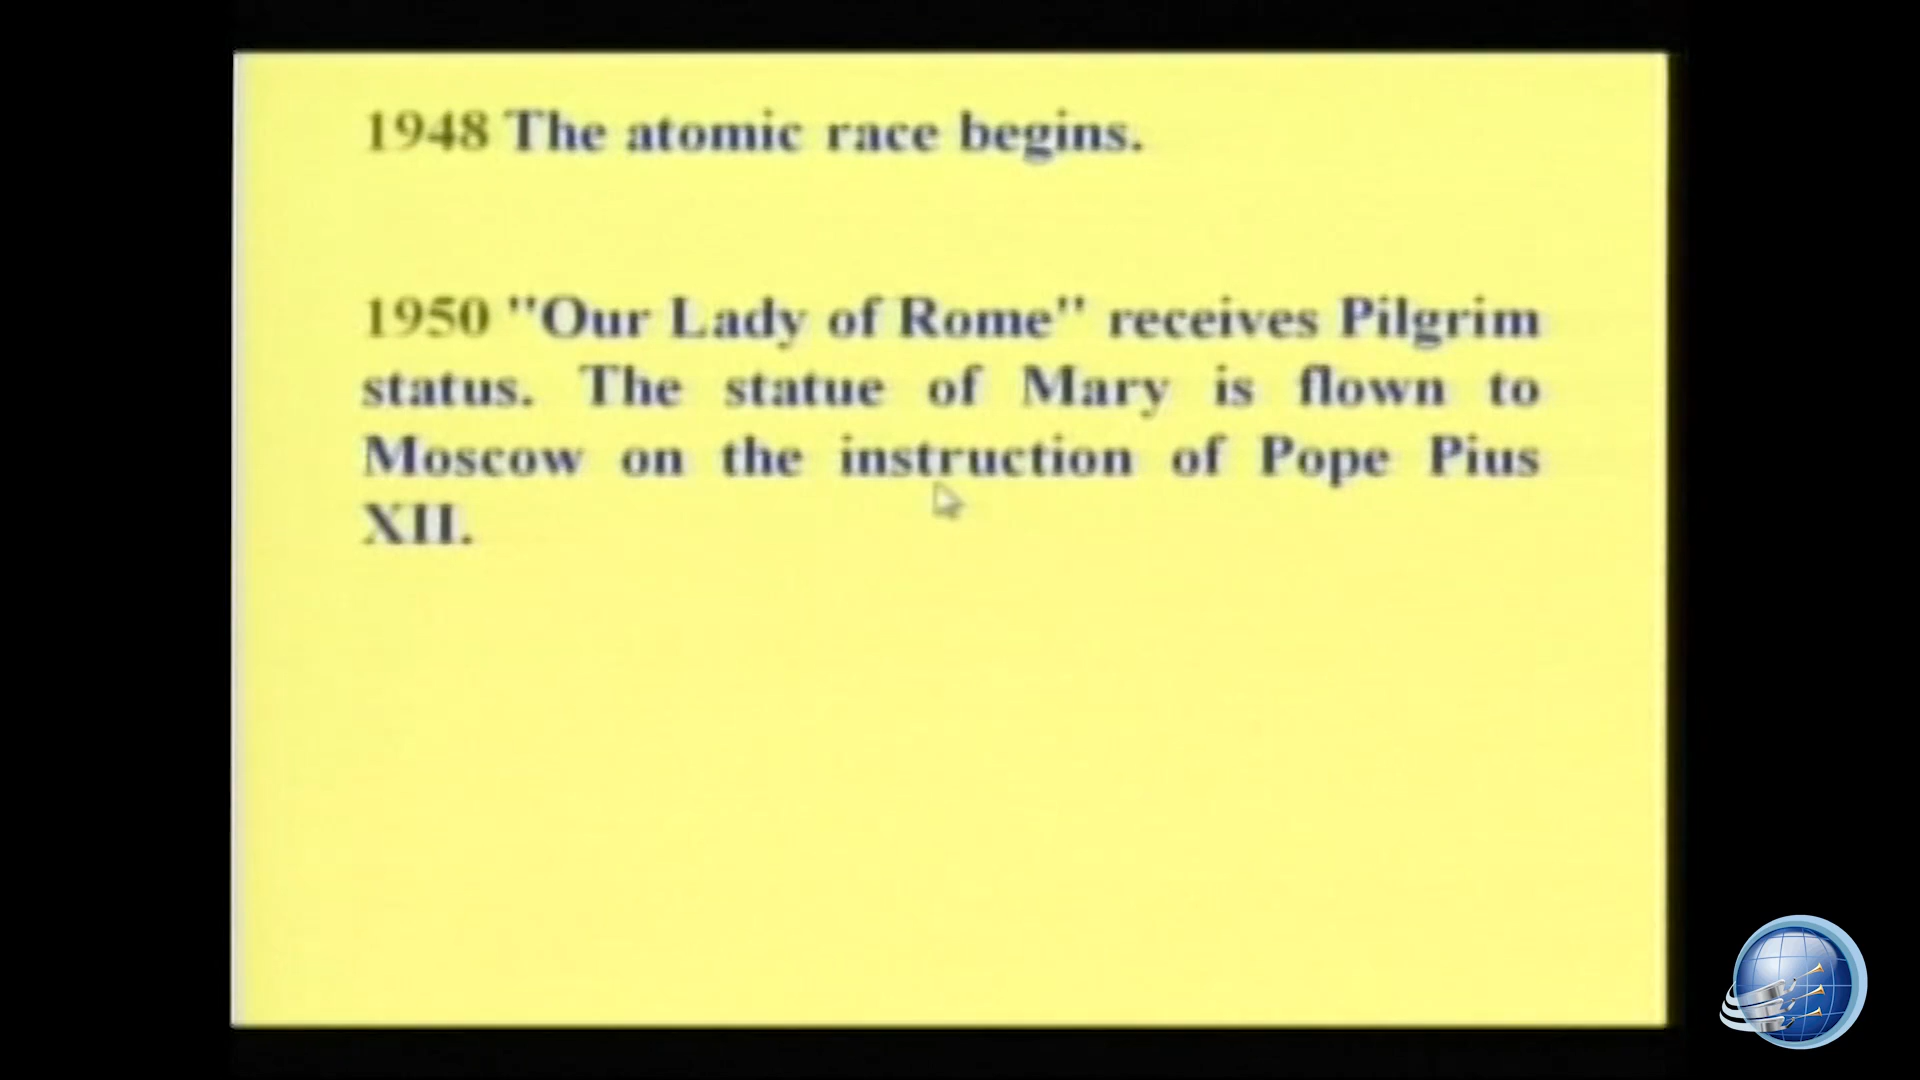 1948 The atomic race begins.
1950 "Our Lady of Rome" receives Pilgrim
status. The statue of Mary is flown to
Moscow on the instruction of Pope Pius
XII.